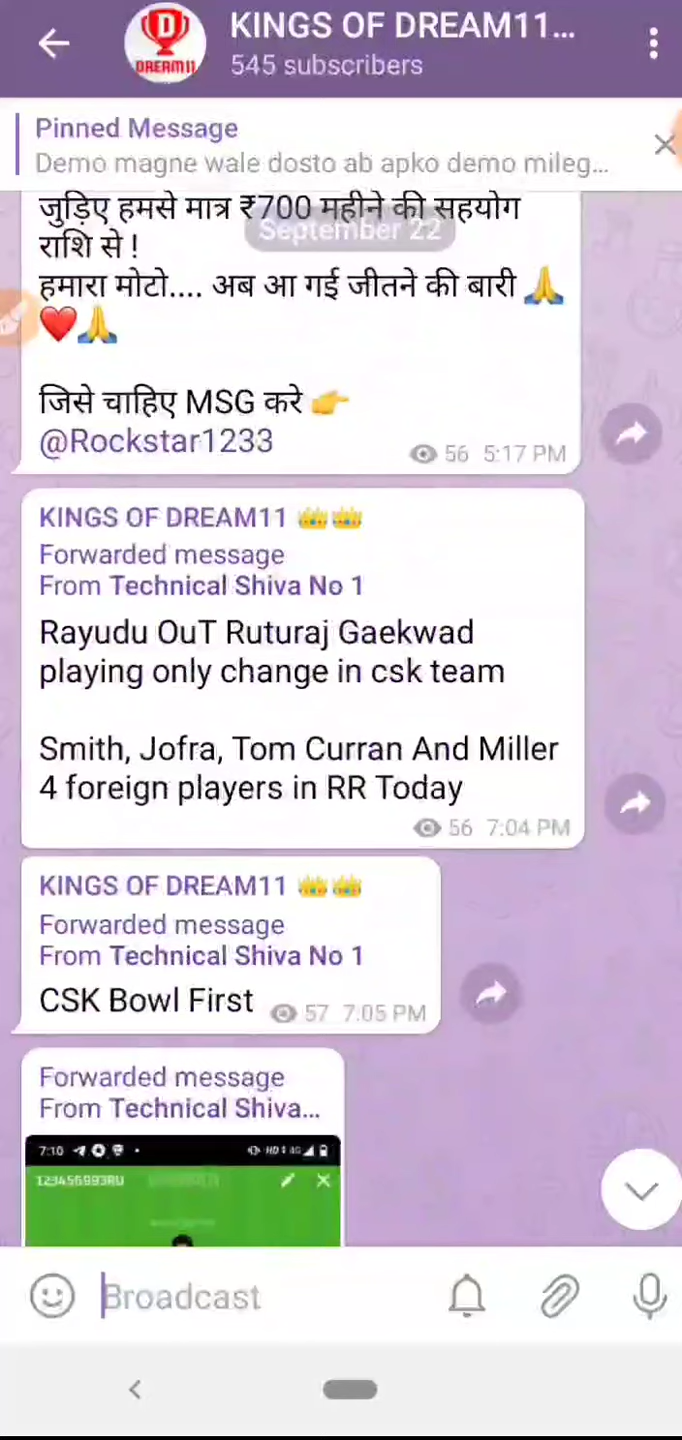 KINGS OF DREAM11...
545 subscribers
DREAM11
Pinned Message
Demo magne wale dosto ab apko demo mileg...
जुड़िए हमसे मात्र ₹700 महीने की सहयोग
September 22
राशि से !
हमारा मोटो.... अब आ गई जीतने की बारी 🙏
❤️🙏
जिसे चाहिए MSG करे 👉
@Rockstar1233
56 5:17 PM
KINGS OF DREAM11 👑👑
Forwarded message
From Technical Shiva No 1
Rayudu OuT Ruturaj Gaekwad
playing only change in csk team
Smith, Jofra, Tom Curran And Miller
4 foreign players in RR Today
56 7:04 PM
KINGS OF DREAM11 👑👑
Forwarded message
From Technical Shiva No 1
CSK Bowl First
57 7:05 PM
Forwarded message
From Technical Shiva...
7:10
Broadcast